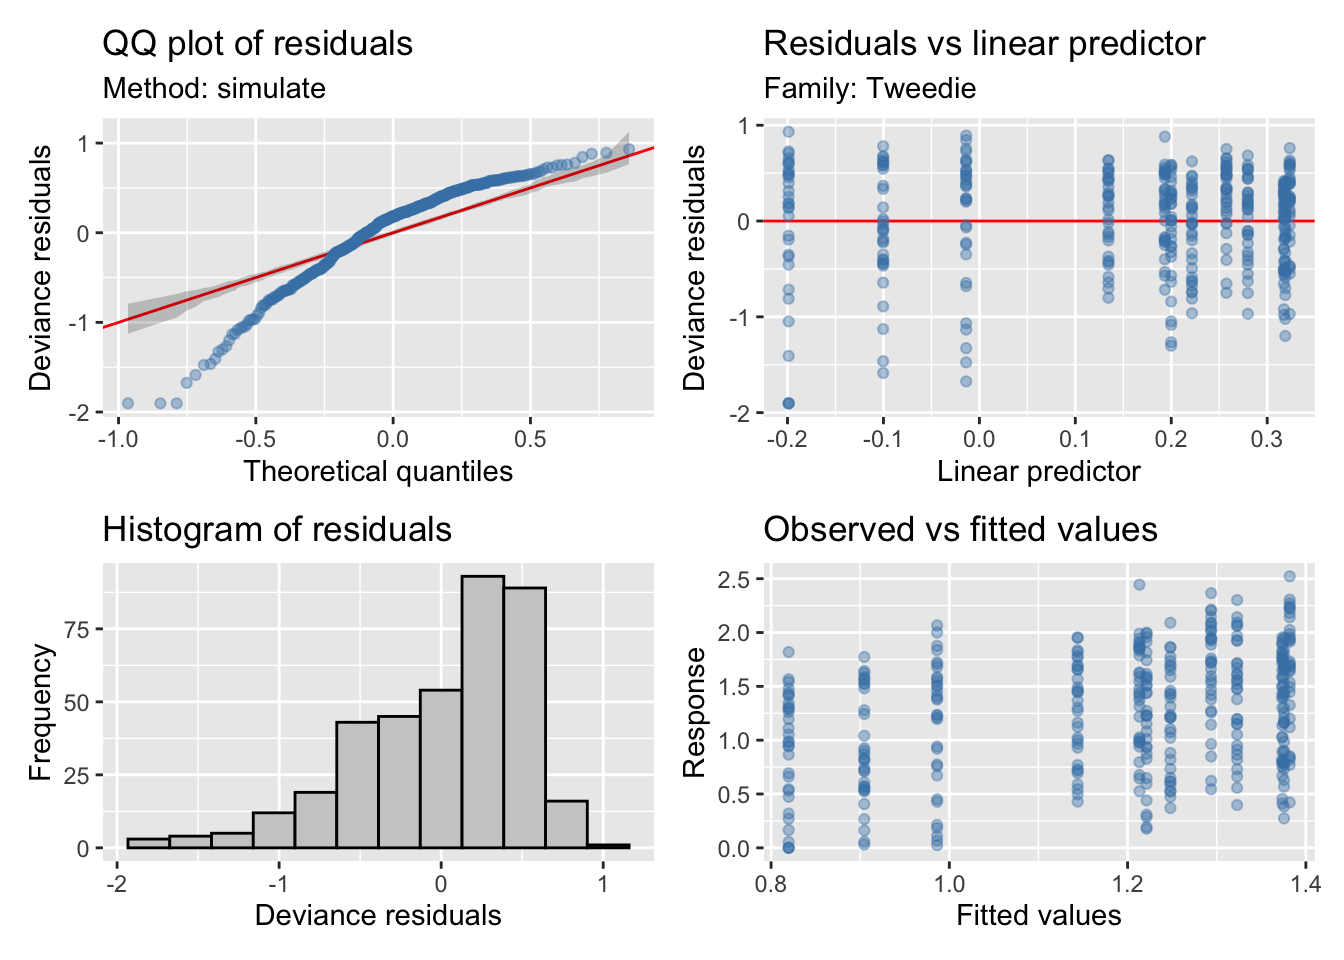 QQ plot of residuals
Method: simulate
Deviance residuals
1
0
-1
-2
-1.0 -0.5 0.0 0.5
Theoretical quantiles
Residuals vs linear predictor
Family: Tweedie
Deviance residuals
1
0
-1
-2
-0.2 -0.1 0.0 0.1 0.2 0.3
Linear predictor
Histogram of residuals
Frequency
75
50
25
0
-2 -1 0 1
Deviance residuals
Observed vs fitted values
Response
2.5
2.0
1.5
1.0
0.5
0.0
0.8 1.0 1.2 1.4
Fitted values